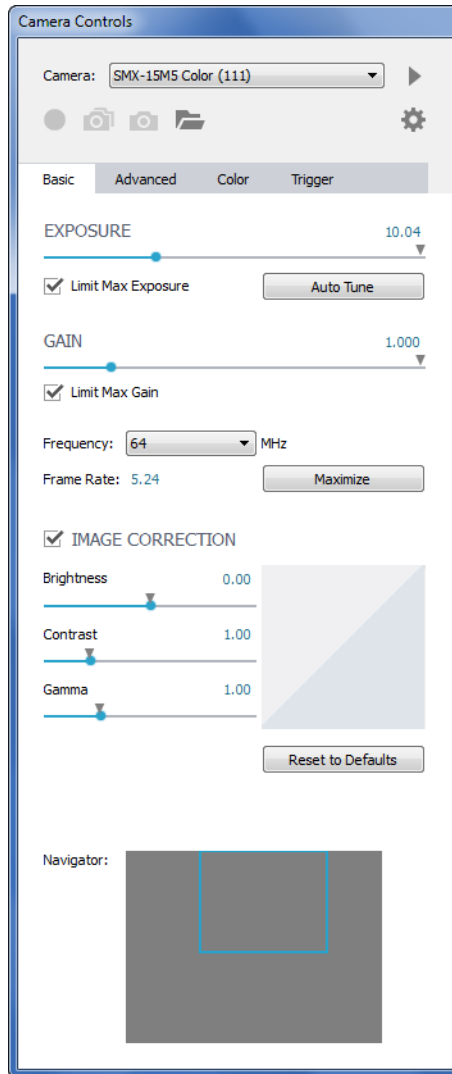 Camera Controls
Camera: SMX-15M5 Color (111)
Basic Advanced Color Trigger
EXPOSURE 10.04
Limit Max Exposure Auto Tune
GAIN 1.000
Limit Max Gain
Frequency: 64 MHz
Frame Rate: 5.24 Maximize
IMAGE CORRECTION
Brightness 0.00
Contrast 1.00
Gamma 1.00
Reset to Defaults
Navigator: